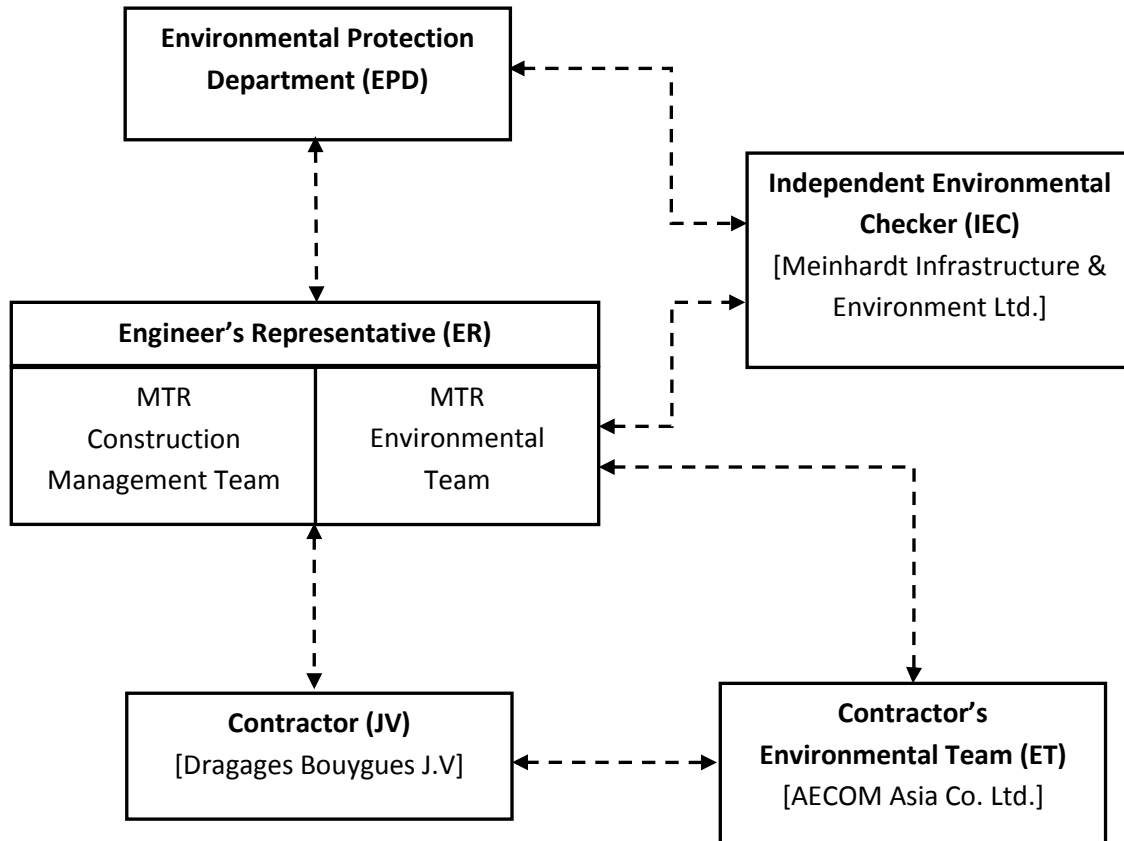 Environmental Protection
Department (EPD)
Independent Environmental
Checker (IEC)
[Meinhardt Infrastructure &
Environment Ltd.]
Engineer’s Representative (ER)
MTR
Construction
Management Team
MTR
Environmental
Team
Contractor (JV)
[Dragages Bouygues J.V]
Contractor’s
Environmental Team (ET)
[AECOM Asia Co. Ltd.]